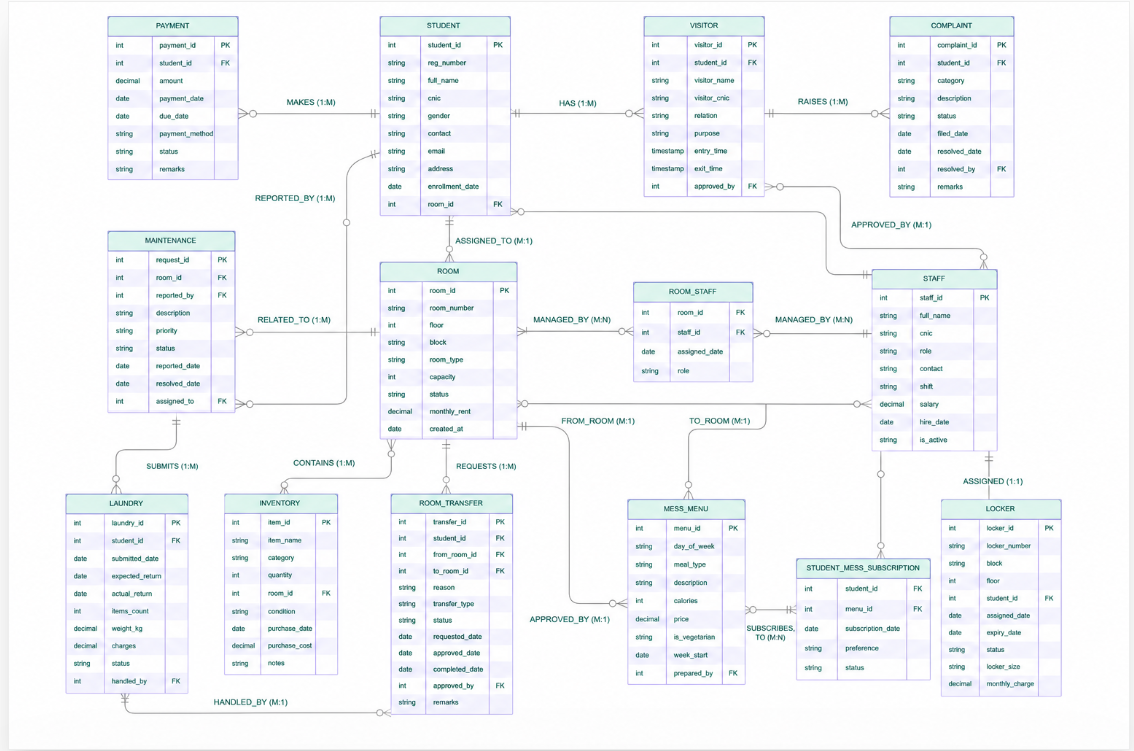 PAYMENT
int payment_id PK
int student_id FK
decimal amount
date payment_date
date due_date
string payment_method
string status
string remarks
STUDENT
int student_id PK
string reg_number
string full_name
string cnic
string gender
string contact
string email
string address
date enrollment_date
int room_id FK
VISITOR
int visitor_id PK
int student_id FK
string visitor_name
string visitor_cnic
string relation
string purpose
timestamp entry_time
timestamp exit_time
int approved_by FK
COMPLAINT
int complaint_id PK
int student_id FK
string category
string description
string status
date filed_date
date resolved_date
int resolved_by FK
string remarks
MAKES (1:M)
HAS (1:M)
RAISES (1:M)
REPORTED_BY (1:M)
ASSIGNED_TO (M:1)
APPROVED_BY (M:1)
MAINTENANCE
int request_id PK
int room_id FK
int reported_by FK
string description
string priority
string status
date reported_date
date resolved_date
int assigned_to FK
RELATED_TO (1:M)
ROOM
int room_id PK
string room_number
int floor
string block
string room_type
int capacity
string status
decimal monthly_rent
date created_at
MANAGED_BY (M:N)
ROOM_STAFF
int room_id FK
int staff_id FK
date assigned_date
string role
MANAGED_BY (M:N)
STAFF
int staff_id PK
string full_name
string cnic
string role
string contact
string shift
decimal salary
date hire_date
string is_active
FROM_ROOM (M:1)
TO_ROOM (M:1)
SUBMITS (1:M)
CONTAINS (1:M)
REQUESTS (1:M)
ASSIGNED (1:1)
LAUNDRY
int laundry_id PK
int student_id FK
date submitted_date
date expected_return
date actual_return
int items_count
decimal weight_kg
decimal charges
string status
int handled_by FK
INVENTORY
int item_id PK
string item_name
string category
int quantity
int room_id FK
string condition
date purchase_date
decimal purchase_cost
string notes
ROOM_TRANSFER
int transfer_id PK
int student_id FK
int from_room_id FK
int to_room_id FK
string reason
string transfer_type
string status
date requested_date
date approved_date
date completed_date
int approved_by FK
string remarks
APPROVED_BY (M:1)
MESS_MENU
int menu_id PK
string day_of_week
string meal_type
string description
int calories
decimal price
string is_vegetarian
date week_start
int prepared_by FK
SUBSCRIBES,
TO (M:N)
STUDENT_MESS_SUBSCRIPTION
int student_id FK
int menu_id FK
date subscription_date
string preference
string status
LOCKER
int locker_id PK
string locker_number
string block
int floor
int student_id FK
date assigned_date
date expiry_date
string status
string locker_size
decimal monthly_charge
HANDLED_BY (M:1)